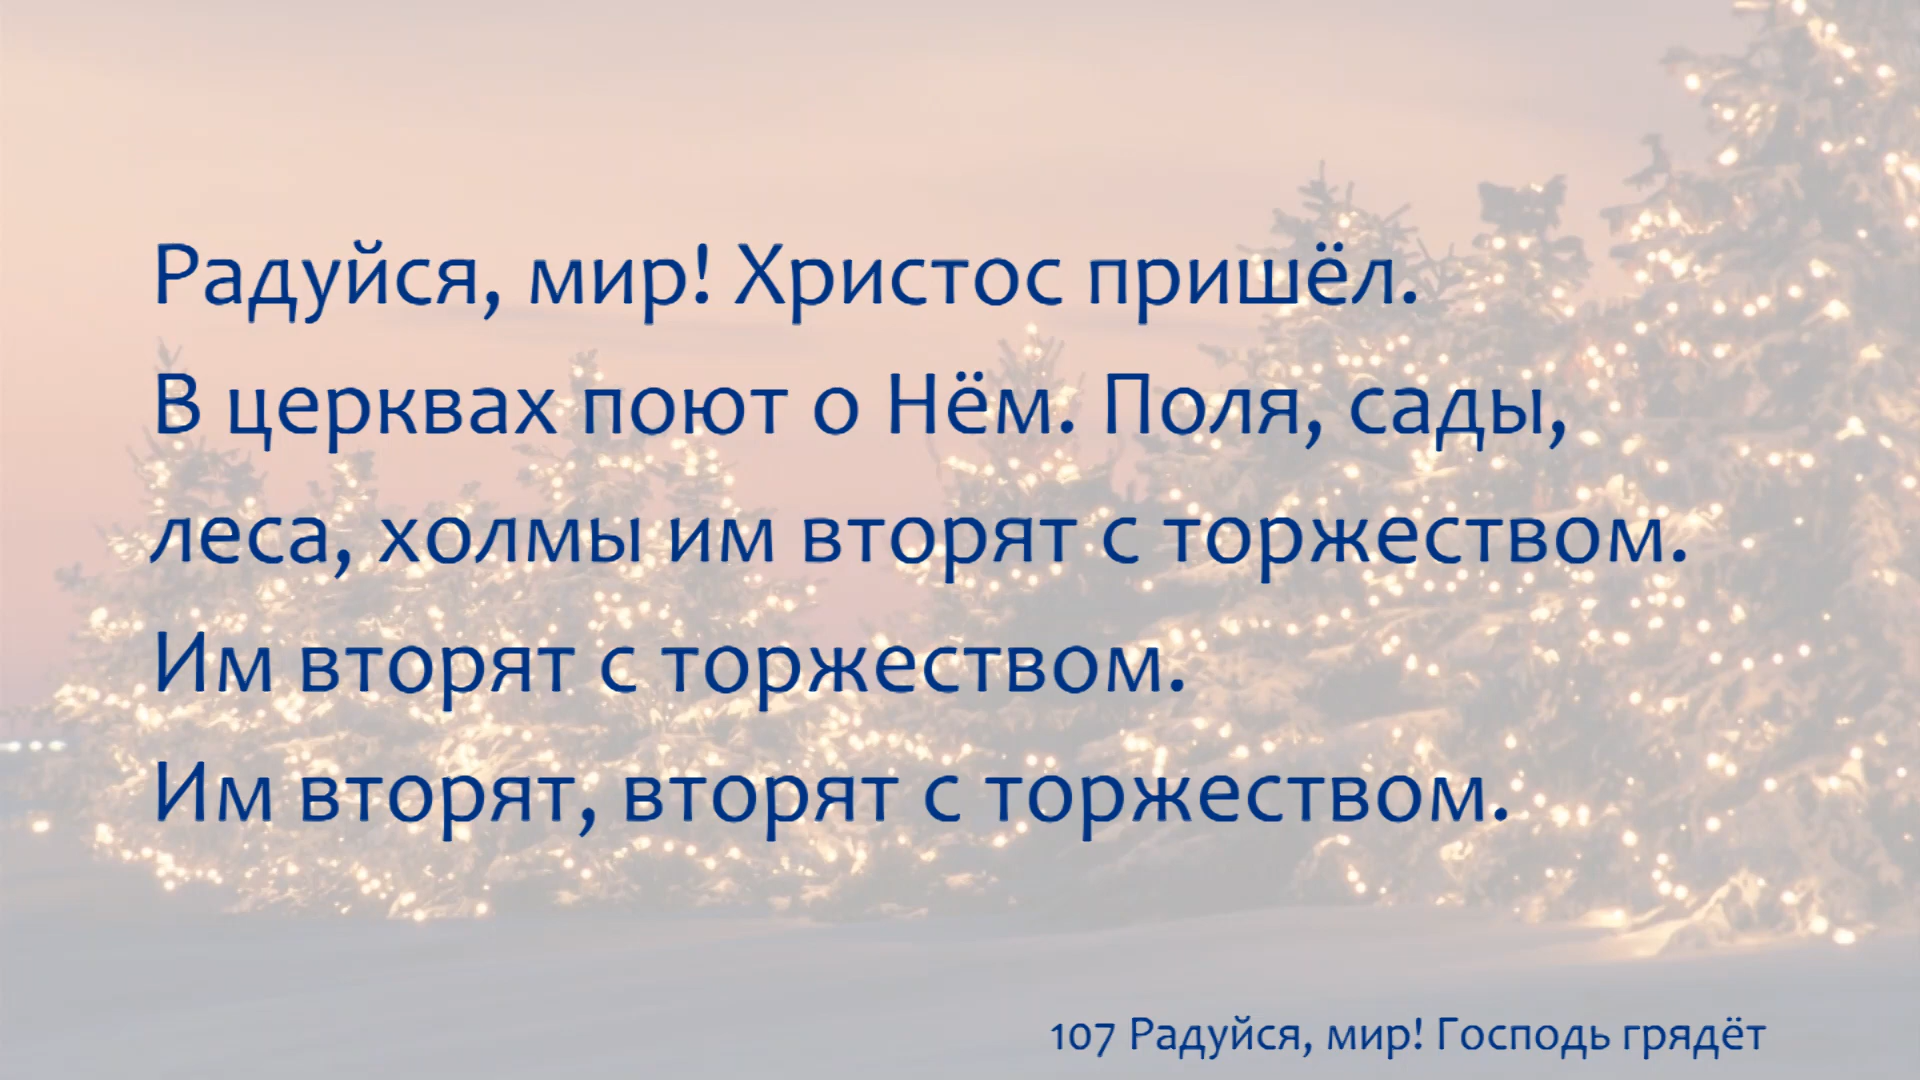 Радуйся, мир! Христос пришёл.
В церквах поют о Нём. Поля, сады,
леса, холмы им вторят с торжеством.
Им вторят с торжеством.
Им вторят, вторят с торжеством.
107 Радуйся, мир! Господь грядёт